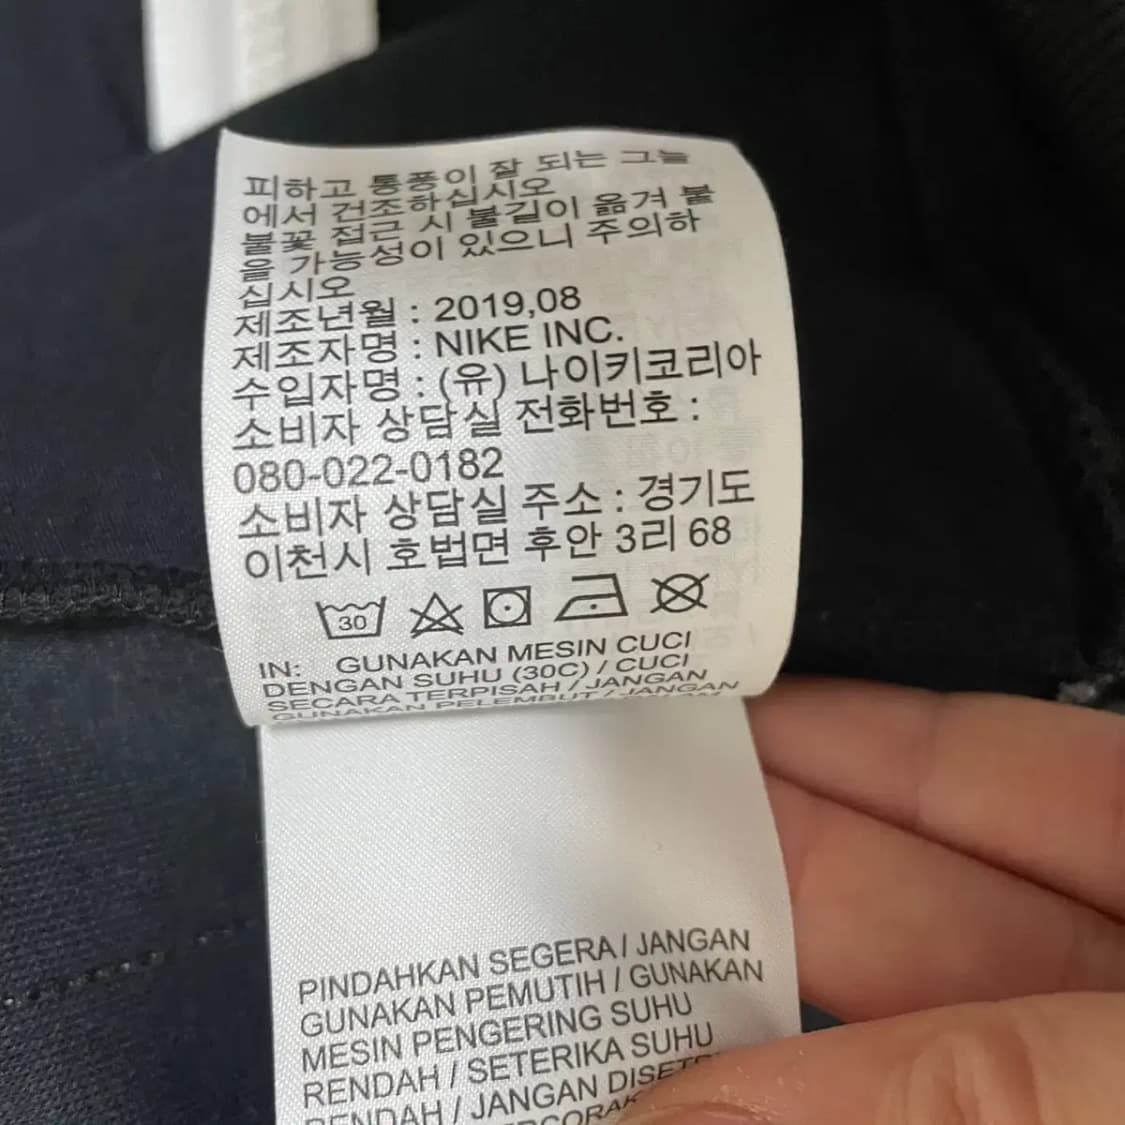 피하고 통풍이 잘 되는 그늘
에서 건조하십시오
불꽃 접근 시 불길이 옮겨 붙
을 가능성이 있으니 주의하
십시오
제조년월 : 2019,08
제조자명 : NIKE INC.
수입자명 : (유) 나이키코리아
소비자 상담실 전화번호 :
080-022-0182
소비자 상담실 주소 : 경기도
이천시 호법면 후안 3리 68
30
IN: GUNAKAN MESIN CUCI
DENGAN SUHU (30C) / CUCI
SECARA TERPISAH / JANGAN
GUNAKAN PELEMBUT / JANGAN
PINDAHKAN SEGERA / JANGAN
GUNAKAN PEMUTIH / GUNAKAN
MESIN PENGERING SUHU
RENDAH / SETERIKA SUHU
RENDAH / JANGAN